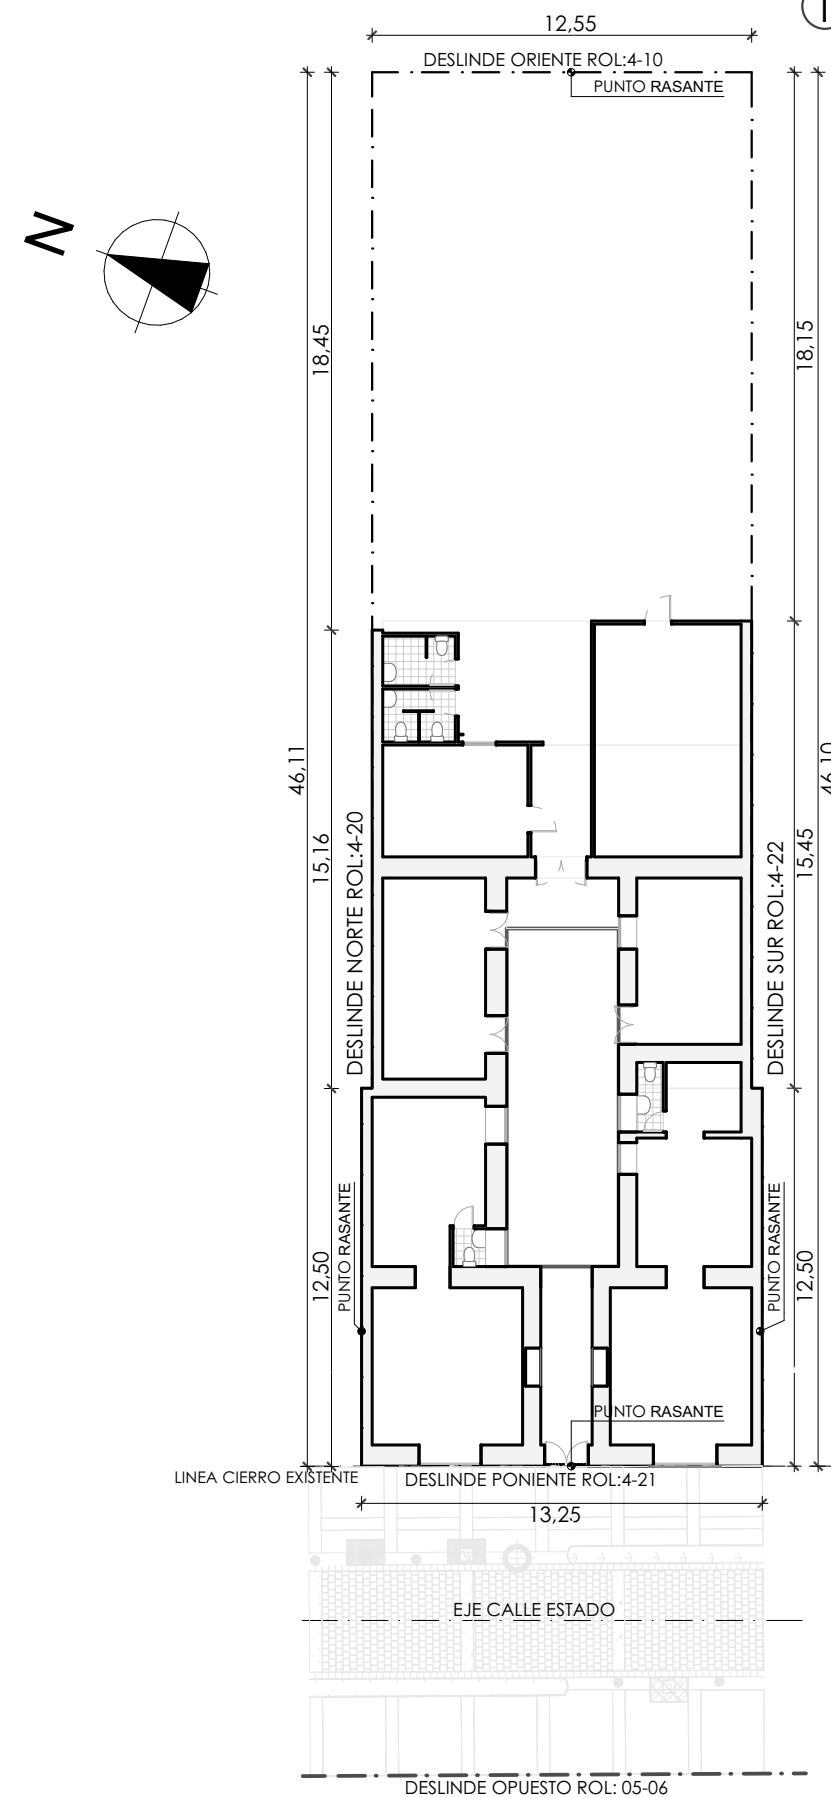 12,55
DESLINDE ORIENTE ROL:4-10
PUNTO RASANTE
N
18,45
18,15
46,11
46,10
15,16
DESLINDE NORTE ROL:4-20
DESLINDE SUR ROL:4-22
15,45
12,50
PUNTO RASANTE
PUNTO RASANTE
12,50
PUNTO RASANTE
LINEA CIERRO EXISTENTE
DESLINDE PONIENTE ROL:4-21
13,25
EJE CALLE ESTADO
DESLINDE OPUESTO ROL: 05-06